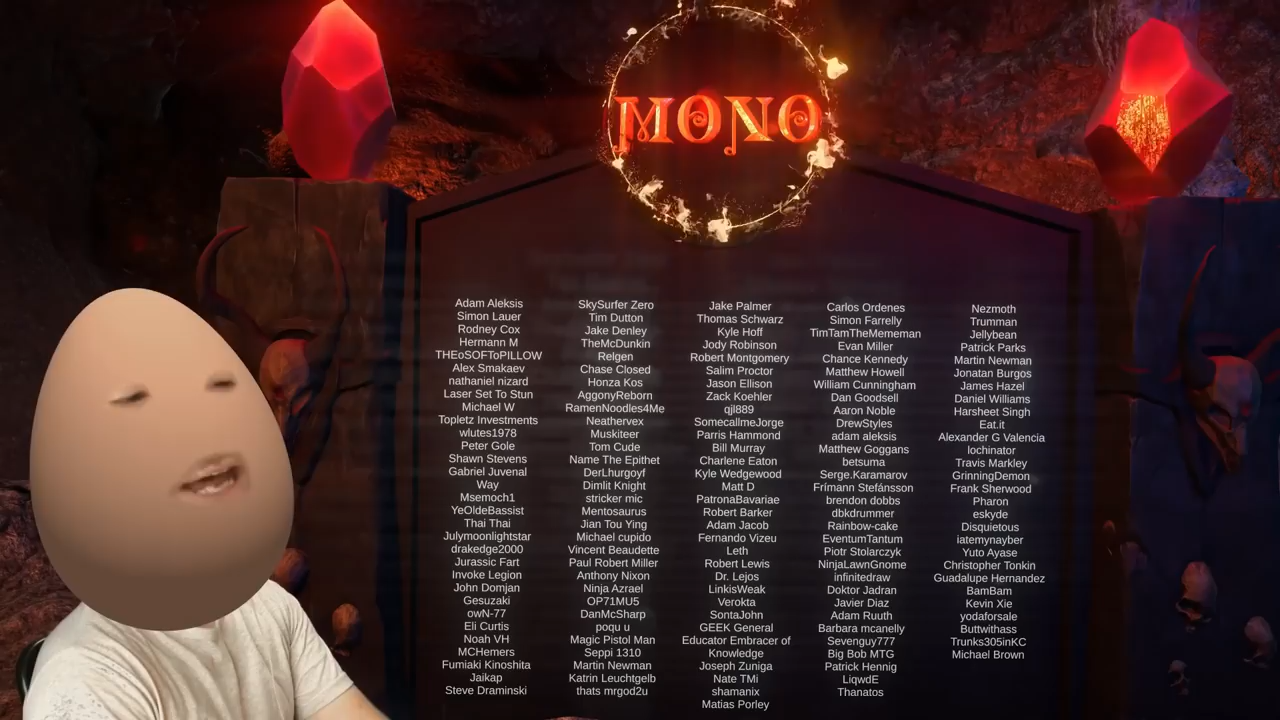 MONO
Adam Aleksis
Simon Lauer
Rodney Cox
Hermann M
THEoSOFToPILLOW
Alex Smakaev
nathaniel nizard
Laser Set To Stun
Michael W
Topletz Investments
wlutes1978
Peter Gole
Shawn Stevens
Gabriel Juvenal
Way
Msemoch1
YeOldeBassist
Thai Thai
Julymoonlightstar
drakedge2000
Jurassic Fart
Invoke Legion
John Domjan
Gesuzaki
owN-77
Eli Curtis
Noah VH
MCHemers
Fumiaki Kinoshita
Jaikap
Steve Draminski
SkySurfer Zero
Tim Dutton
Jake Denley
TheMcDunkin
Relgen
Chase Closed
Honza Kos
AggonyReborn
RamenNoodles4Me
Neathervex
Muskiteer
Tom Cude
Name The Epithet
DerLhurgoyf
Dimlit Knight
stricker mic
Mentosaurus
Jian Tou Ying
Michael cupido
Vincent Beaudette
Paul Robert Miller
Anthony Nixon
Ninja Azrael
OP71MU5
DanMcSharp
poqu u
Magic Pistol Man
Seppi 1310
Martin Newman
Katrin Leuchtgelb
thats mrgod2u
Jake Palmer
Thomas Schwarz
Kyle Hoff
Jody Robinson
Robert Montgomery
Salim Proctor
Jason Ellison
Zack Koehler
qjl889
SomecallmeJorge
Parris Hammond
Bill Murray
Charlene Eaton
Kyle Wedgewood
Matt D
PatronaBavariae
Robert Barker
Adam Jacob
Fernando Vizeu
Leth
Robert Lewis
Dr. Lejos
LinkisWeak
Verokta
SontaJohn
GEEK General
Educator Embracer of
Knowledge
Joseph Zuniga
Nate TMi
shamanix
Matias Porley
Carlos Ordenes
Simon Farrelly
TimTamTheMememan
Evan Miller
Chance Kennedy
Matthew Howell
William Cunningham
Dan Goodsell
Aaron Noble
DrewStyles
adam aleksis
Matthew Goggans
betsuma
Serge.Karamarov
Frímann Stefánsson
brendon dobbs
dbkdrummer
Rainbow-cake
EventumTantum
Piotr Stolarczyk
NinjaLawnGnome
infinitedraw
Doktor Jadran
Javier Diaz
Adam Ruuth
Barbara mcanelly
Sevenguy777
Big Bob MTG
Patrick Hennig
LiqwdE
Thanatos
Nezmoth
Trumman
Jellybean
Patrick Parks
Martin Newman
Jonatan Burgos
James Hazel
Daniel Williams
Harsheet Singh
Eat.it
Alexander G Valencia
lochinator
Travis Markley
GrinningDemon
Frank Sherwood
Pharon
eskyde
Disquietous
iatemynayber
Yuto Ayase
Christopher Tonkin
Guadalupe Hernandez
BamBam
Kevin Xie
yodaforsale
Buttwithass
Trunks305inKC
Michael Brown